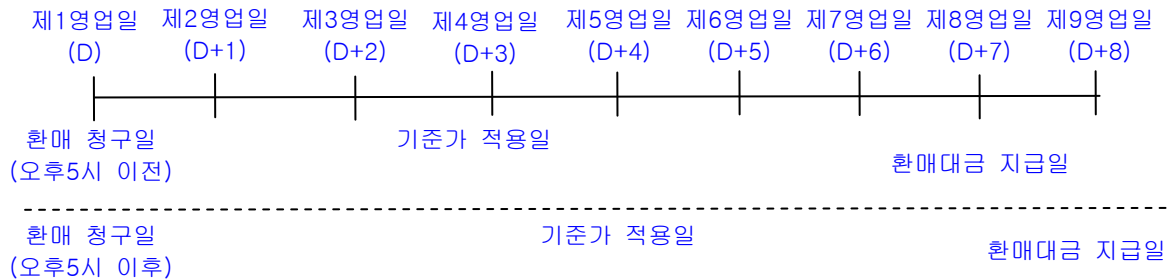 제1영업일 제2영업일 제3영업일 제4영업일 제5영업일 제6영업일 제7영업일 제8영업일 제9영업일
(D) (D+1) (D+2) (D+3) (D+4) (D+5) (D+6) (D+7) (D+8)
환매 청구일 기준가 적용일
(오후5시 이전) 환매대금 지급일
환매 청구일 기준가 적용일
(오후5시 이후) 환매대금 지급일